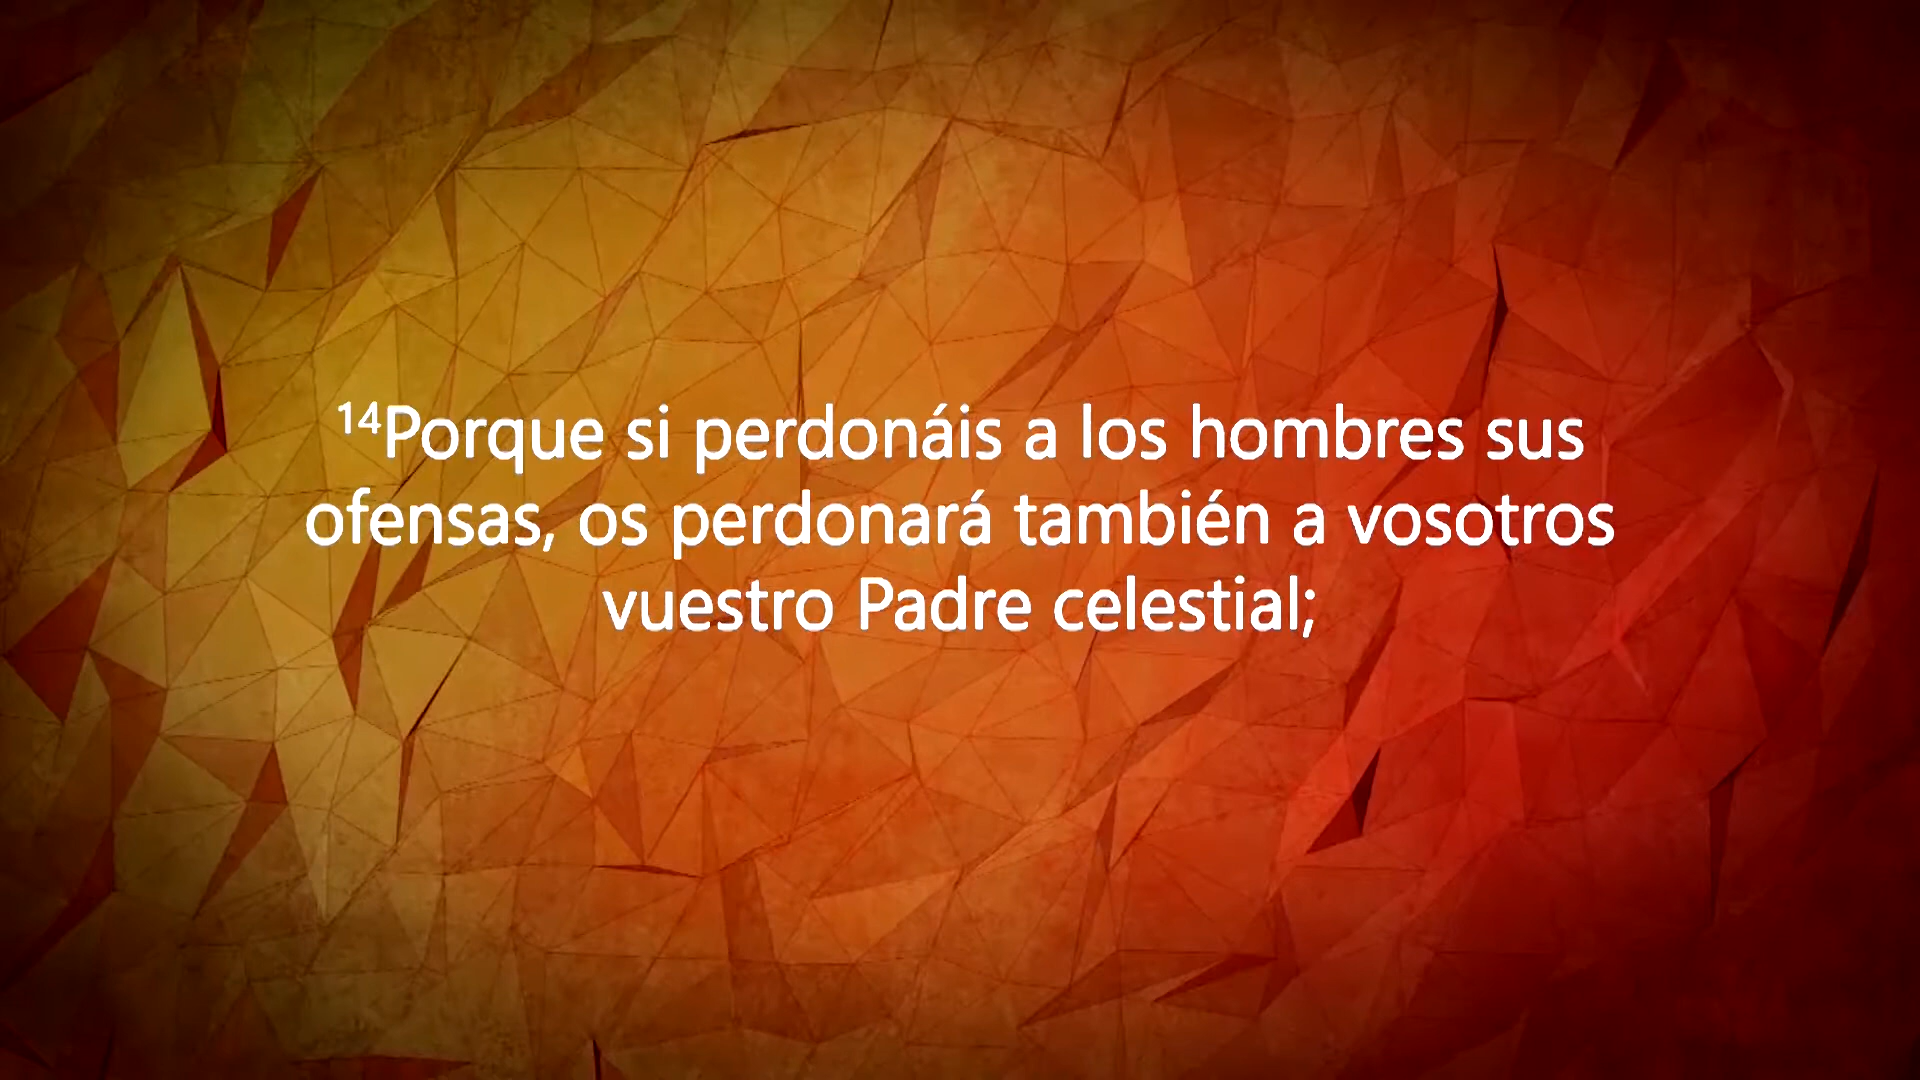 ¹⁴Porque si perdonáis a los hombres sus
ofensas, os perdonará también a vosotros
vuestro Padre celestial;